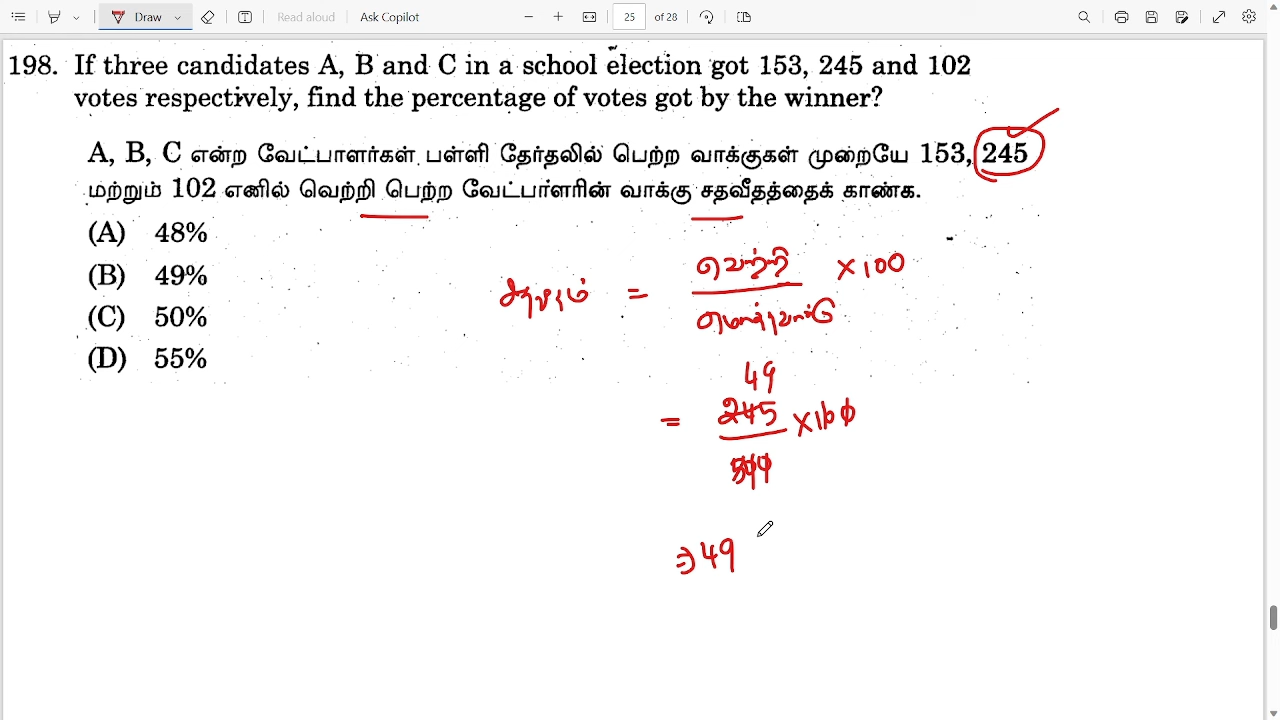 Draw
Read aloud
Ask Copilot
25 of 28
198. If three candidates A, B and C in a school election got 153, 245 and 102
votes respectively, find the percentage of votes got by the winner?
A, B, C என்ற வேட்பாளர்கள் பள்ளி தேர்தலில் பெற்ற வாக்குகள் முறையே 153, 245
மற்றும் 102 எனில் வெற்றி பெற்ற வேட்பாளரின் வாக்கு சதவீதத்தைக் காண்க.
(A) 48%
(B) 49%
(C) 50%
(D) 55%
= வெற்றி × 100
49
= 245 × 100
500
⇒ 49